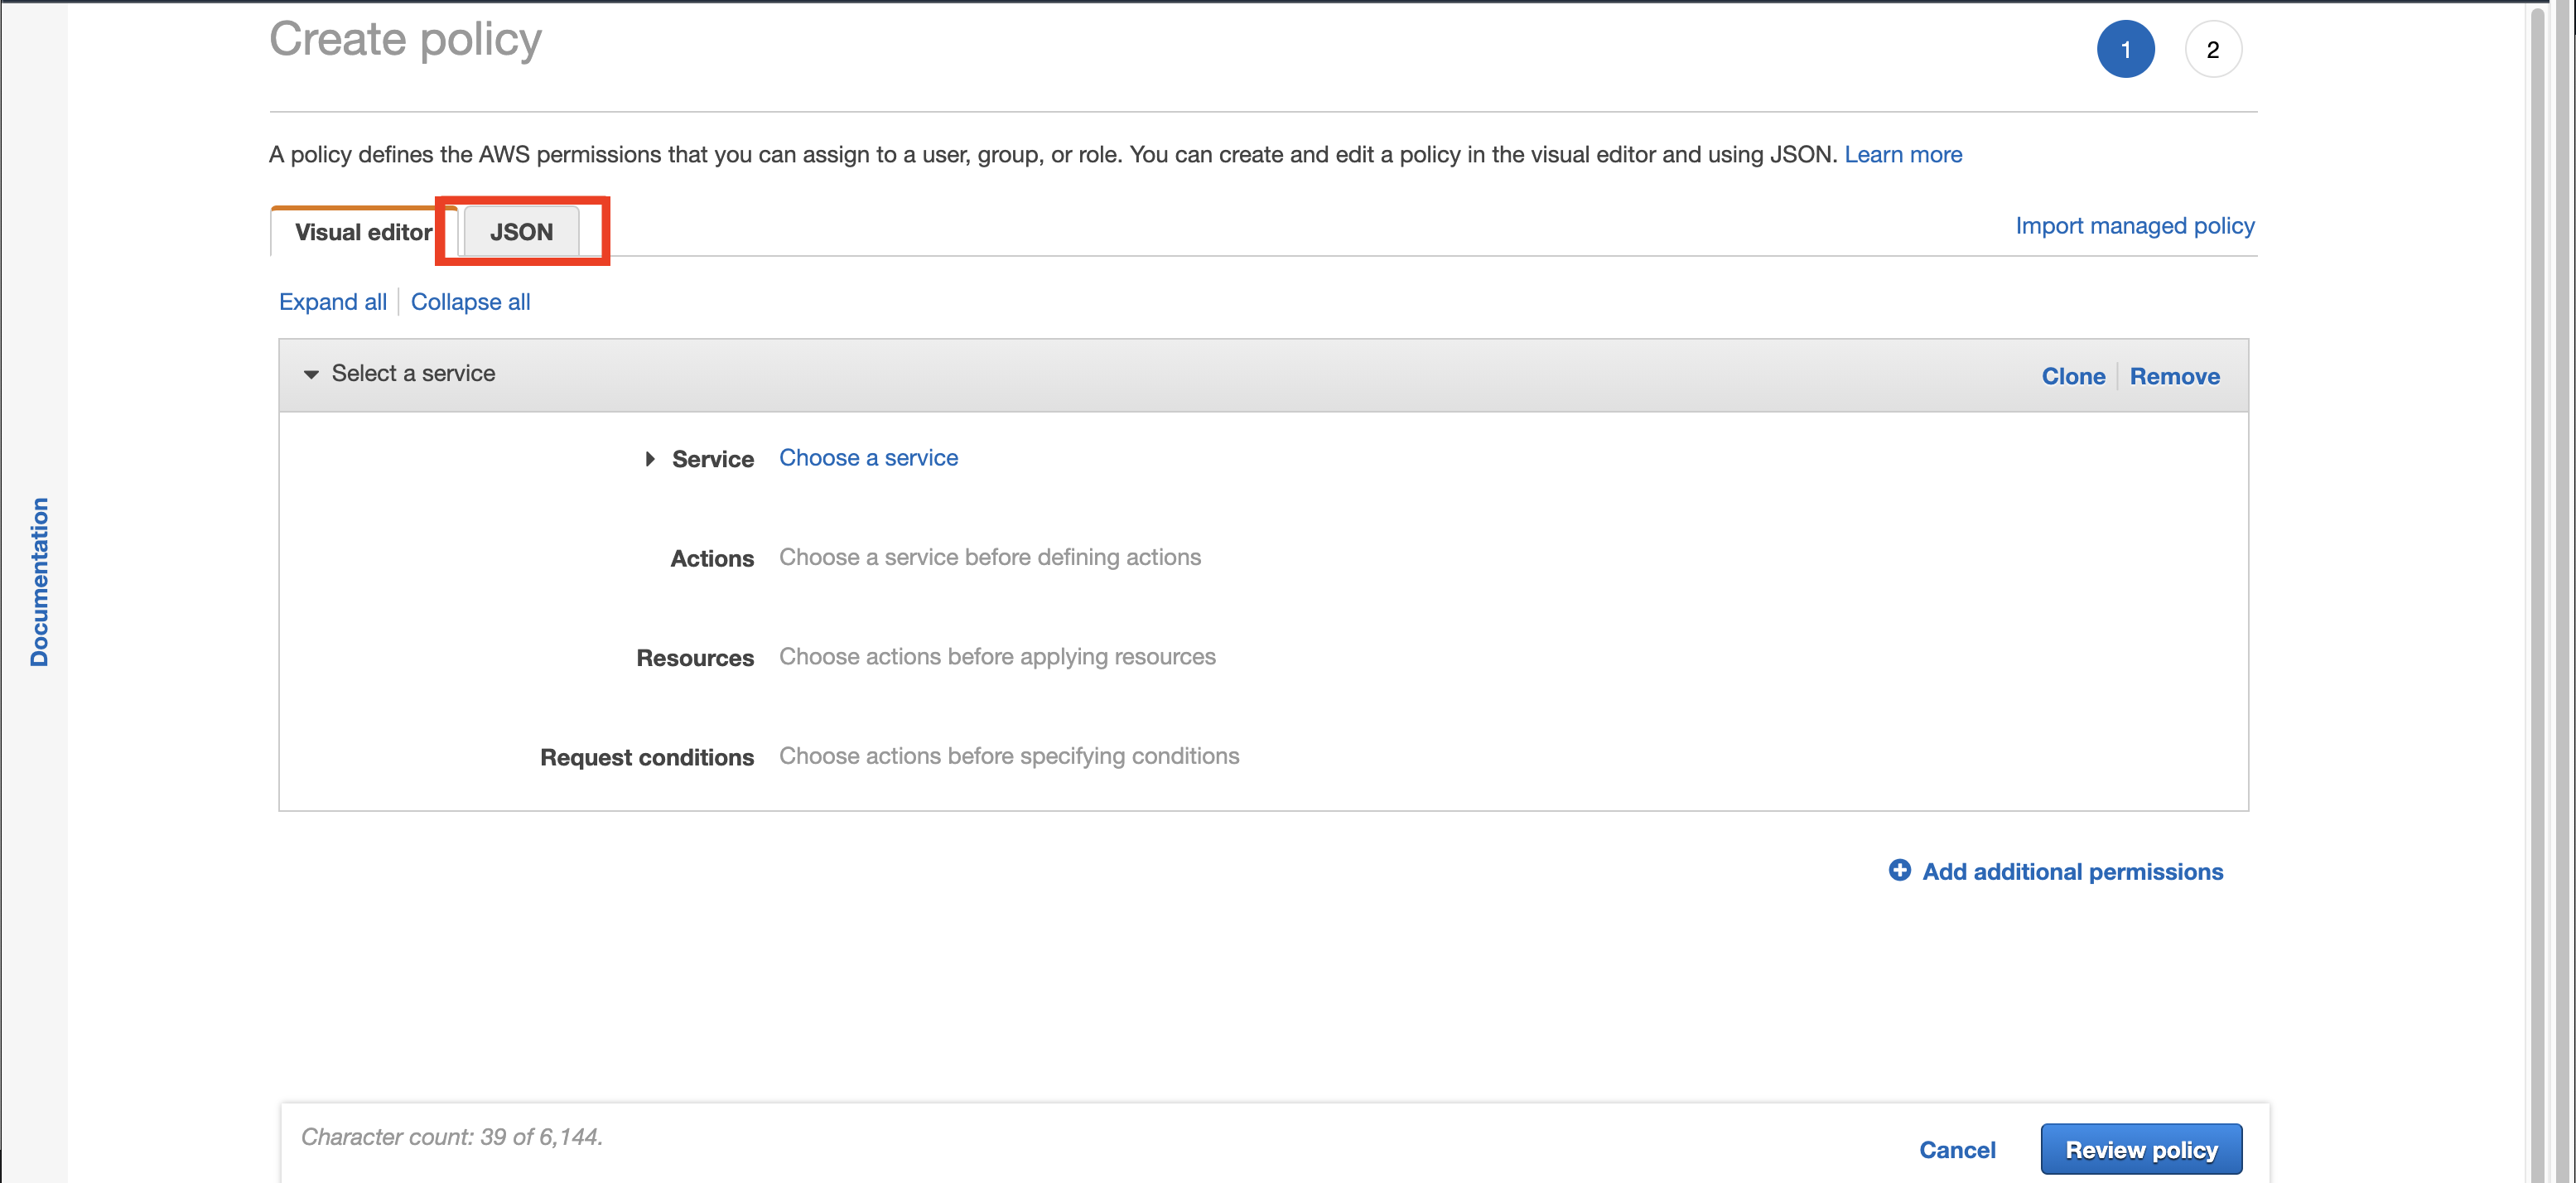 Create policy
1 2
A policy defines the AWS permissions that you can assign to a user, group, or role. You can create and edit a policy in the visual editor and using JSON. Learn more
Visual editor JSON Import managed policy
Expand all Collapse all
Select a service Clone Remove
Service Choose a service
Actions Choose a service before defining actions
Resources Choose actions before applying resources
Request conditions Choose actions before specifying conditions
Documentation
Add additional permissions
Character count: 39 of 6,144.
Cancel Review policy